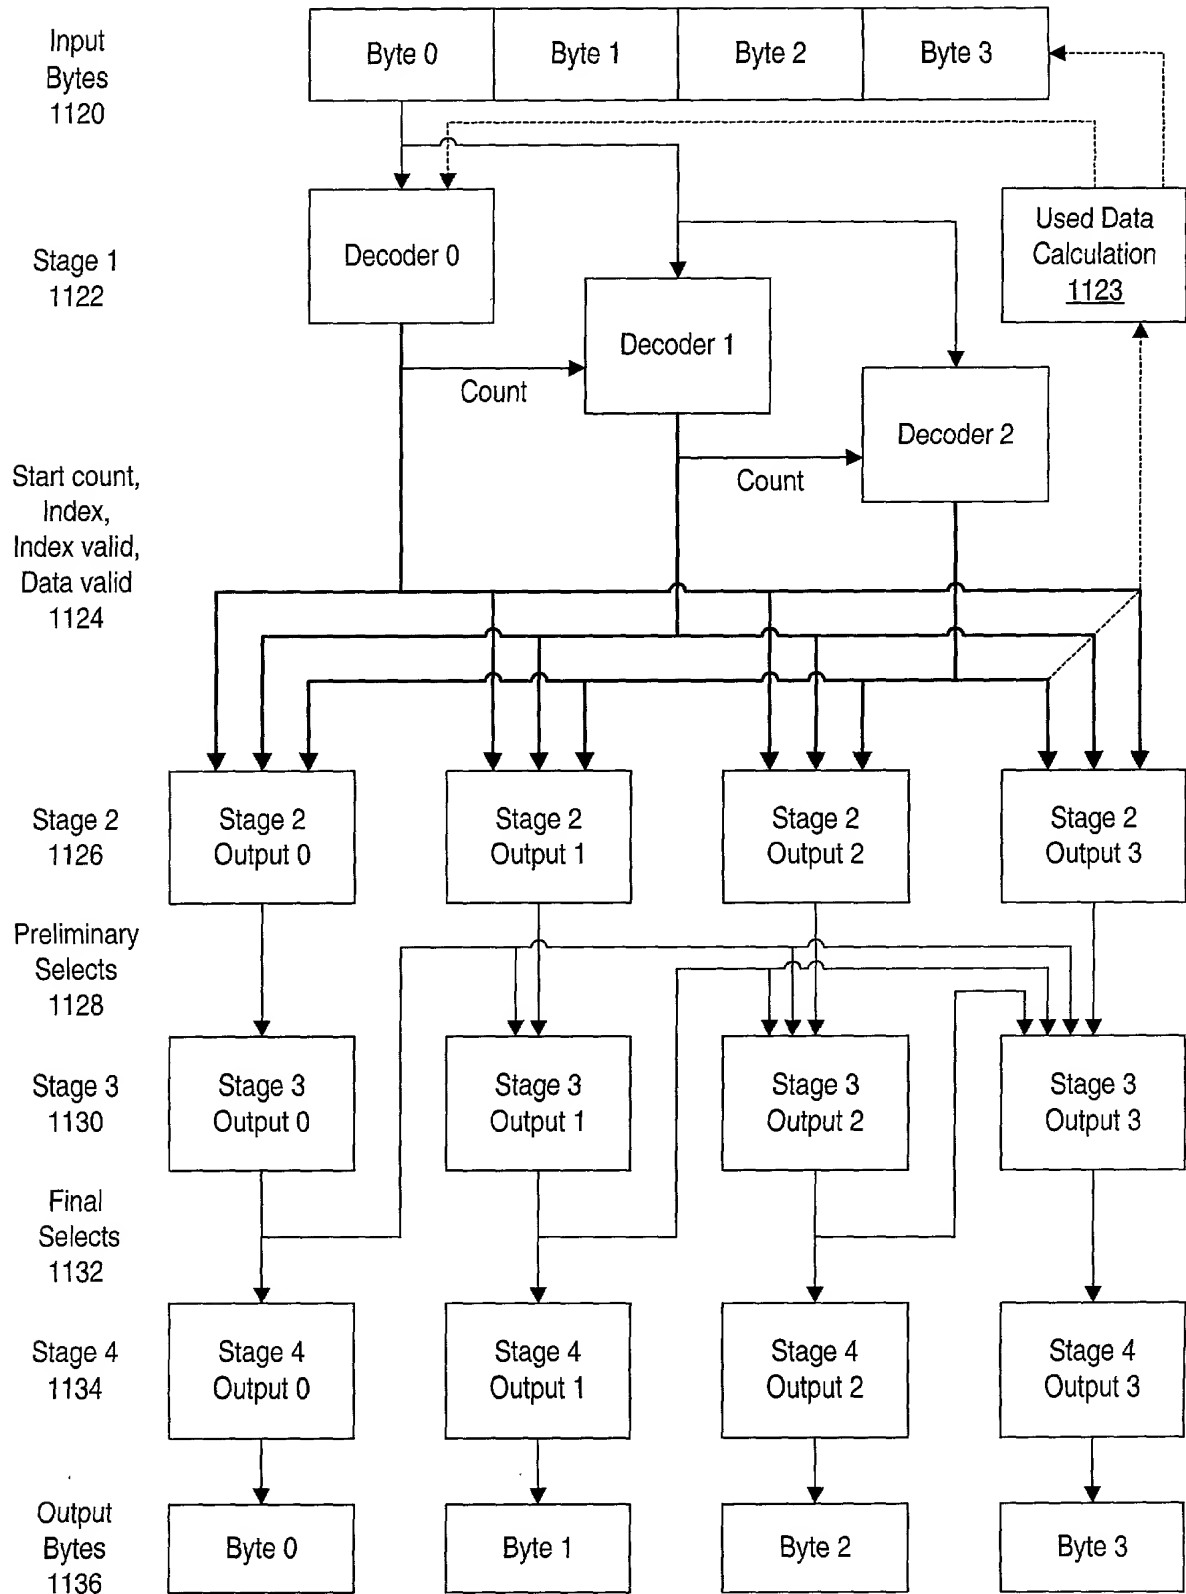 Input
Bytes
1120
Byte 0
Byte 1
Byte 2
Byte 3
Stage 1
1122
Decoder 0
Decoder 1
Decoder 2
Used Data
Calculation
1123
Count
Count
Start count,
Index,
Index valid,
Data valid
1124
Stage 2
1126
Stage 2
Output 0
Stage 2
Output 1
Stage 2
Output 2
Stage 2
Output 3
Preliminary
Selects
1128
Stage 3
1130
Stage 3
Output 0
Stage 3
Output 1
Stage 3
Output 2
Stage 3
Output 3
Final
Selects
1132
Stage 4
1134
Stage 4
Output 0
Stage 4
Output 1
Stage 4
Output 2
Stage 4
Output 3
Output
Bytes
1136
Byte 0
Byte 1
Byte 2
Byte 3